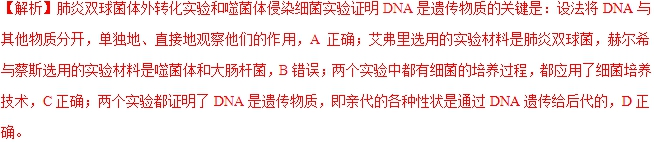 【解析】肺炎双球菌体外转化实验和噬菌体侵染细菌实验证明 DNA 是遗传物质的关键是：设法将 DNA 与
其他物质分开，单独地、直接地观察他们的作用，A 正确；艾弗里选用的实验材料是肺炎双球菌，赫尔希
与蔡斯选用的实验材料是噬菌体和大肠杆菌，B 错误；两个实验中都有细菌的培养过程，都应用了细菌培养
技术，C 正确；两个实验都证明了 DNA 是遗传物质，即亲代的各种性状是通过 DNA 遗传给后代的，D 正
确。